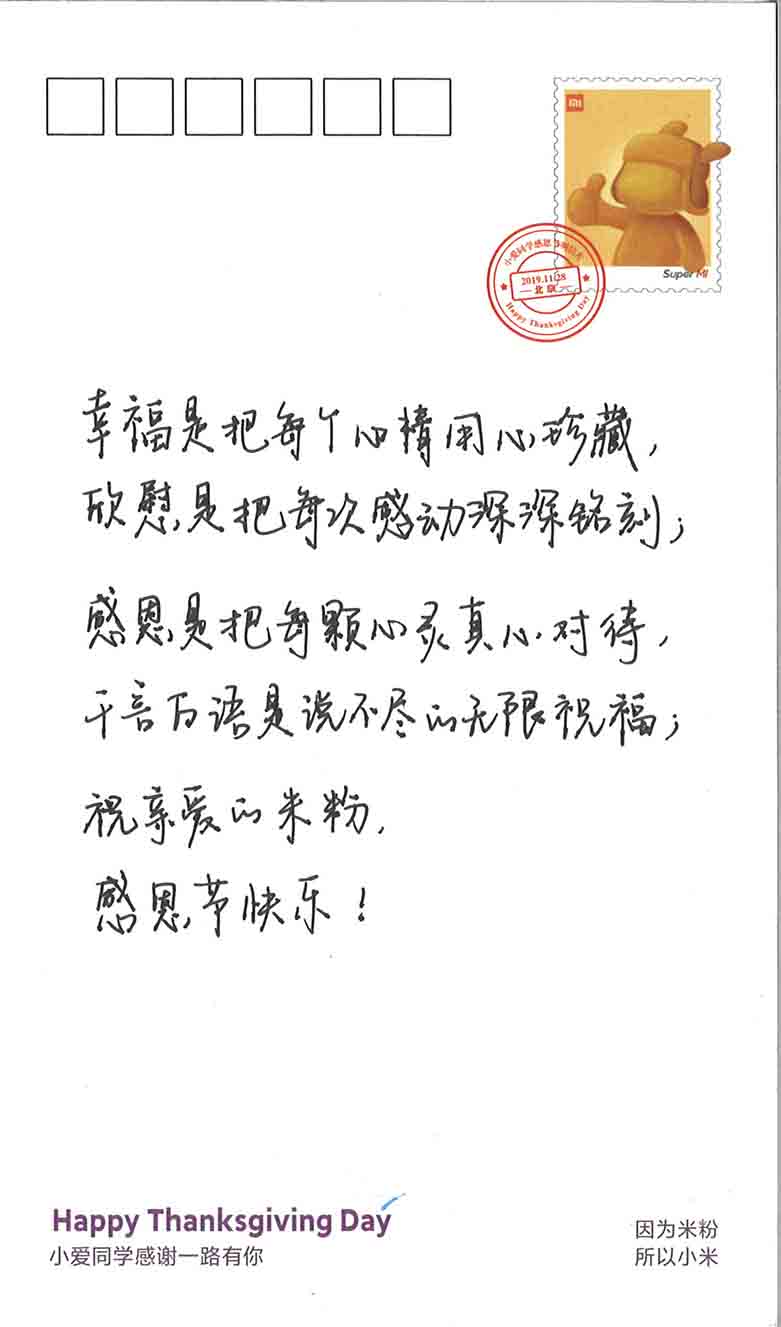 MI
Super MI
小爱同学感恩节明信片
2019.11.28
北京
Happy Thanksgiving Day
幸福是把每个心情用心珍藏，
欣慰是把每次感动深深铭刻；
感恩是把每颗心灵真心对待，
千言万语是说不尽的无限祝福；
祝亲爱的米粉，
感恩节快乐！
Happy Thanksgiving Day
小爱同学感谢一路有你
因为米粉
所以小米